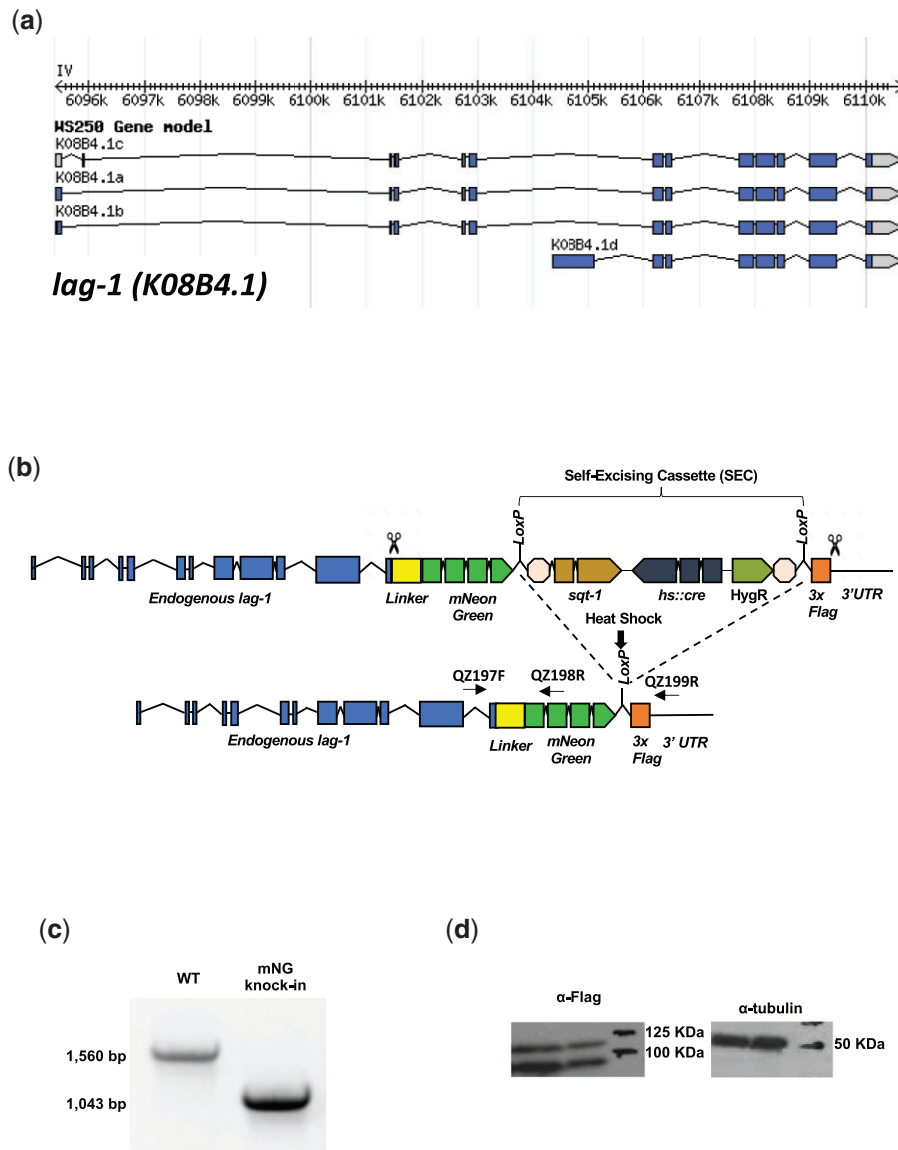 (a)
IV
6096k 6097k 6098k 6099k 6100k 6101k 6102k 6103k 6104k 6105k 6106k 6107k 6108k 6109k 6110k
WS250 Gene model
K08B4.1c
K08B4.1a
K08B4.1b
K08B4.1d
lag-1 (K08B4.1)
(b)
Self-Excising Cassette (SEC)
LoxP LoxP
Endogenous lag-1 Linker mNeon Green sqt-1 hs::cre HygR 3x Flag 3'UTR
Heat Shock
LoxP
QZ197F QZ198R QZ199R
Endogenous lag-1 Linker mNeon Green 3x Flag 3' UTR
(c)
WT mNG knock-in
1,560 bp
1,043 bp
(d)
α-Flag α-tubulin
125 KDa
100 KDa 50 KDa